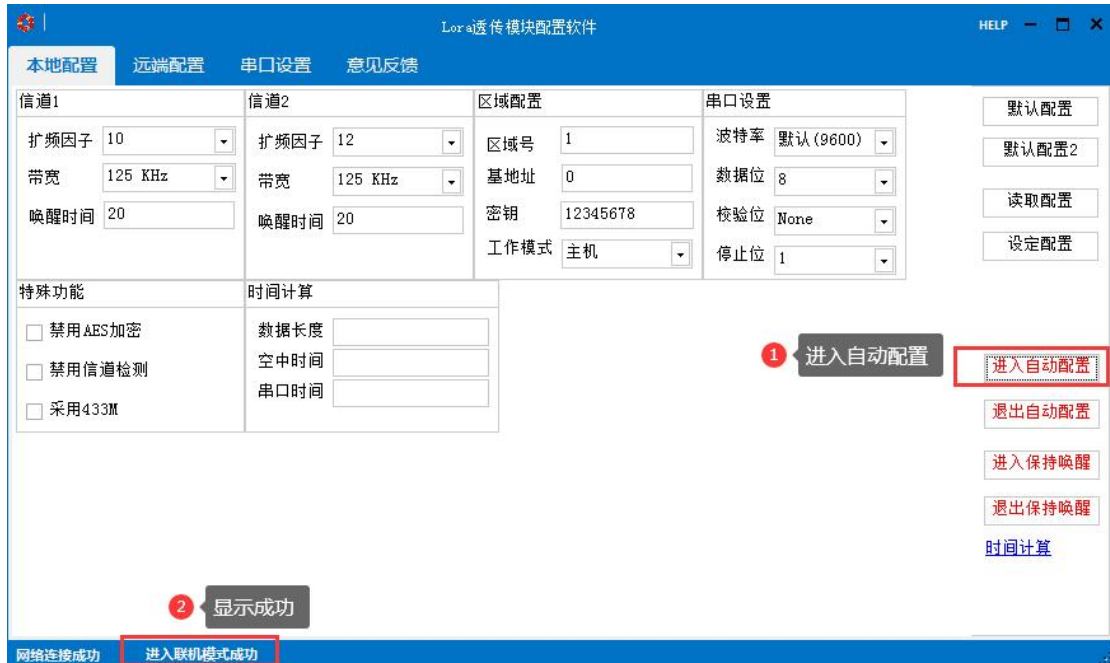 Lora透传模块配置软件
HELP
本地配置 远端配置 串口设置 意见反馈
信道1
扩频因子 10
带宽 125 KHz
唤醒时间 20
信道2
扩频因子 12
带宽 125 KHz
唤醒时间 20
区域配置
区域号 1
基地址 0
密钥 12345678
工作模式 主机
串口设置
波特率 默认(9600)
数据位 8
校验位 None
停止位 1
默认配置
默认配置2
读取配置
设定配置
特殊功能
禁用AES加密
禁用信道检测
采用433M
时间计算
数据长度
空中时间
串口时间
1 进入自动配置
进入自动配置
退出自动配置
进入保持唤醒
退出保持唤醒
时间计算
2 显示成功
网络连接成功 进入联机模式成功